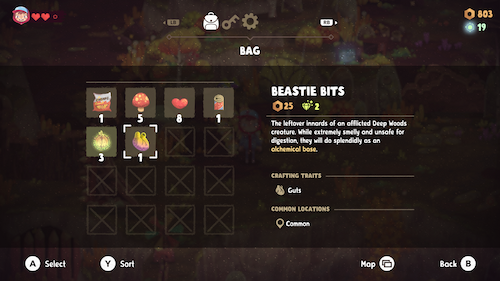 LB
RB
803
19
BAG
1
5
8
1
3
1
BEASTIE BITS
25
2
The leftover innards of an afflicted Deep Woods
creature. While extremely smelly and unsafe for
digestion, they will do splendidly as an
alchemical base.
CRAFTING TRAITS
Guts
COMMON LOCATIONS
Common
A Select
Y Sort
Map
Back B